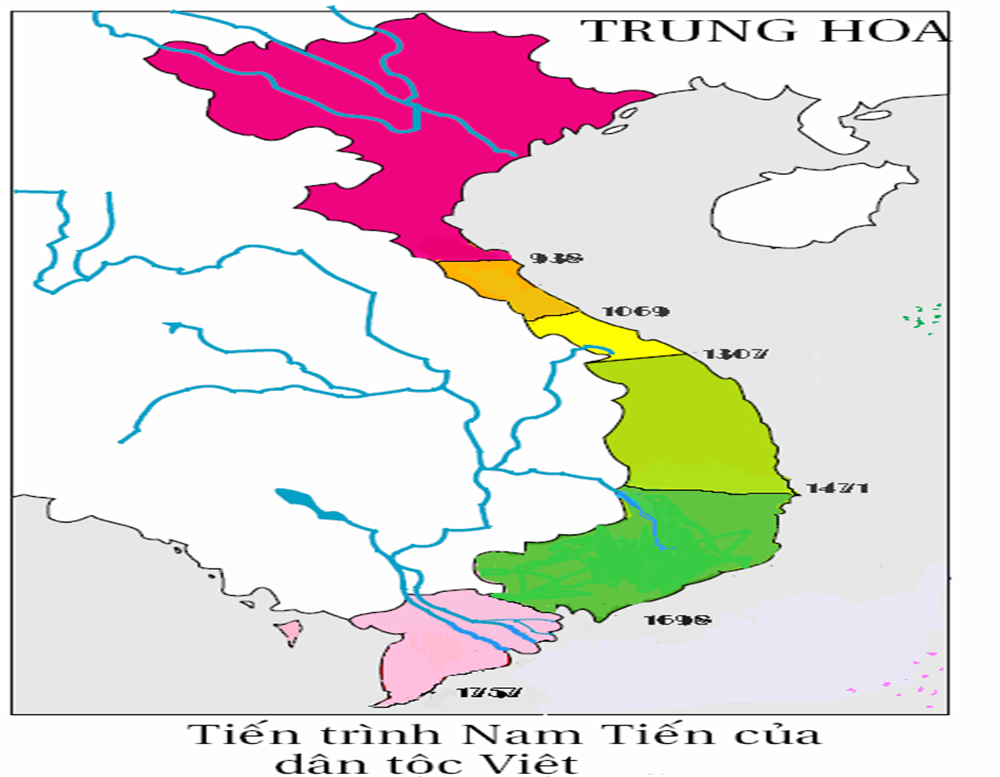 TRUNG HOA
938
1069
1307
1471
1698
1757
Tiến trình Nam Tiến của
dân tộc Việt